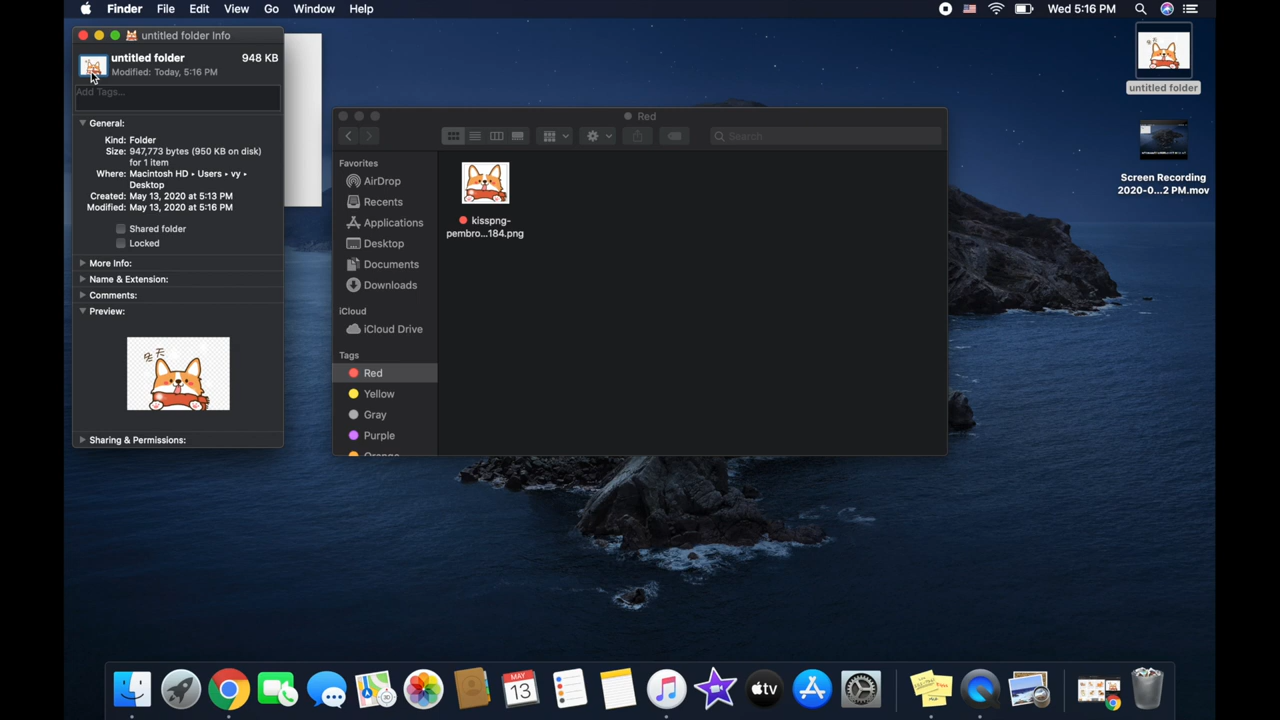 Finder File Edit View Go Window Help
Wed 5:16 PM
untitled folder Info
untitled folder 948 KB
Modified: Today, 5:16 PM
Add Tags...
General:
Kind: Folder
Size: 947,773 bytes (950 KB on disk)
for 1 item
Where: Macintosh HD ▸ Users ▸ vy ▸
Desktop
Created: May 13, 2020 at 5:13 PM
Modified: May 13, 2020 at 5:16 PM
Shared folder
Locked
More Info:
Name & Extension:
Comments:
Preview:
冬天
Sharing & Permissions:
Red
Search
Favorites
AirDrop
Recents
Applications
Desktop
Documents
Downloads
iCloud
iCloud Drive
Tags
Red
Yellow
Gray
Purple
Orange
kisspng-
pembro...184.png
untitled folder
Screen Recording
2020-0...2 PM.mov
MAY
13
tv